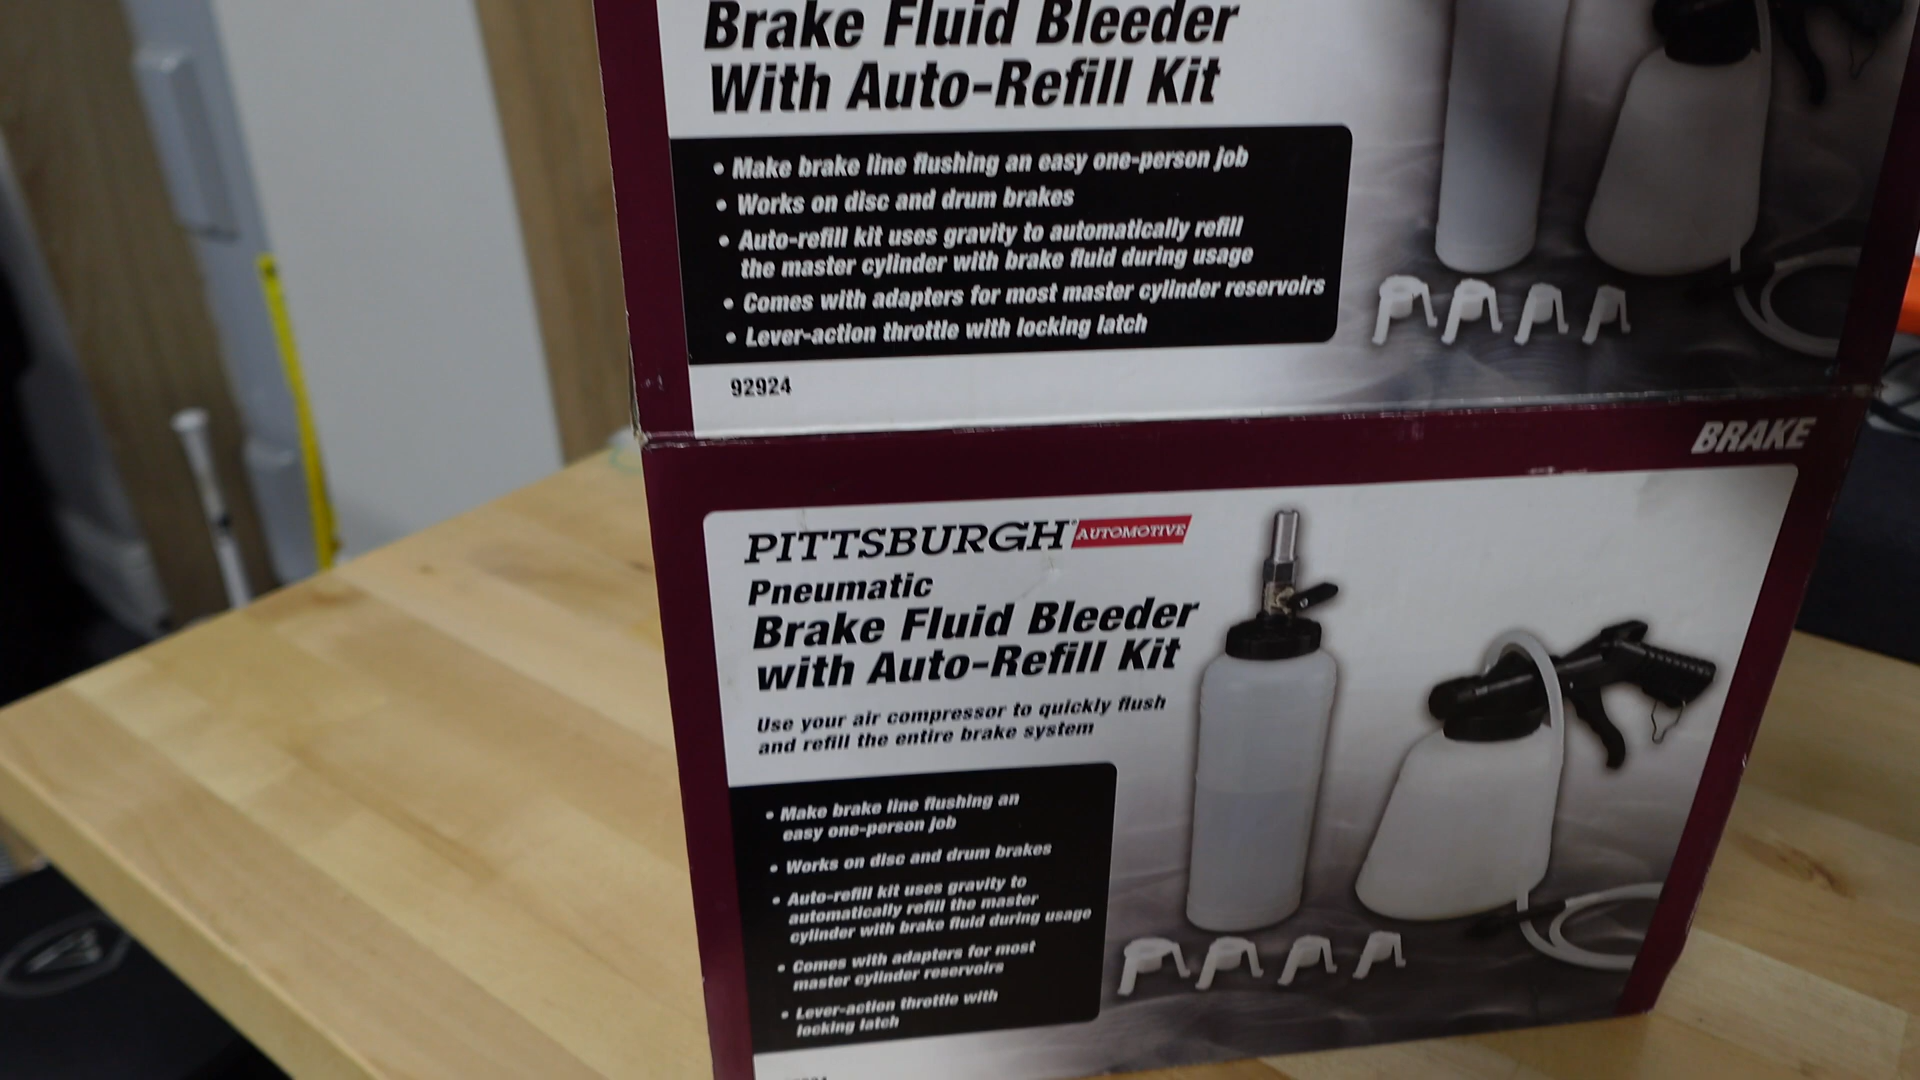 Brake Fluid Bleeder
With Auto-Refill Kit
• Make brake line flushing an easy one-person job
• Works on disc and drum brakes
• Auto-refill kit uses gravity to automatically refill
the master cylinder with brake fluid during usage
• Comes with adapters for most master cylinder reservoirs
• Lever-action throttle with locking latch
92924
BRAKE
PITTSBURGH® AUTOMOTIVE
Pneumatic
Brake Fluid Bleeder
with Auto-Refill Kit
Use your air compressor to quickly flush
and refill the entire brake system
• Make brake line flushing an
easy one-person job
• Works on disc and drum brakes
• Auto-refill kit uses gravity to
automatically refill the master
cylinder with brake fluid during usage
• Comes with adapters for most
master cylinder reservoirs
• Lever-action throttle with
locking latch